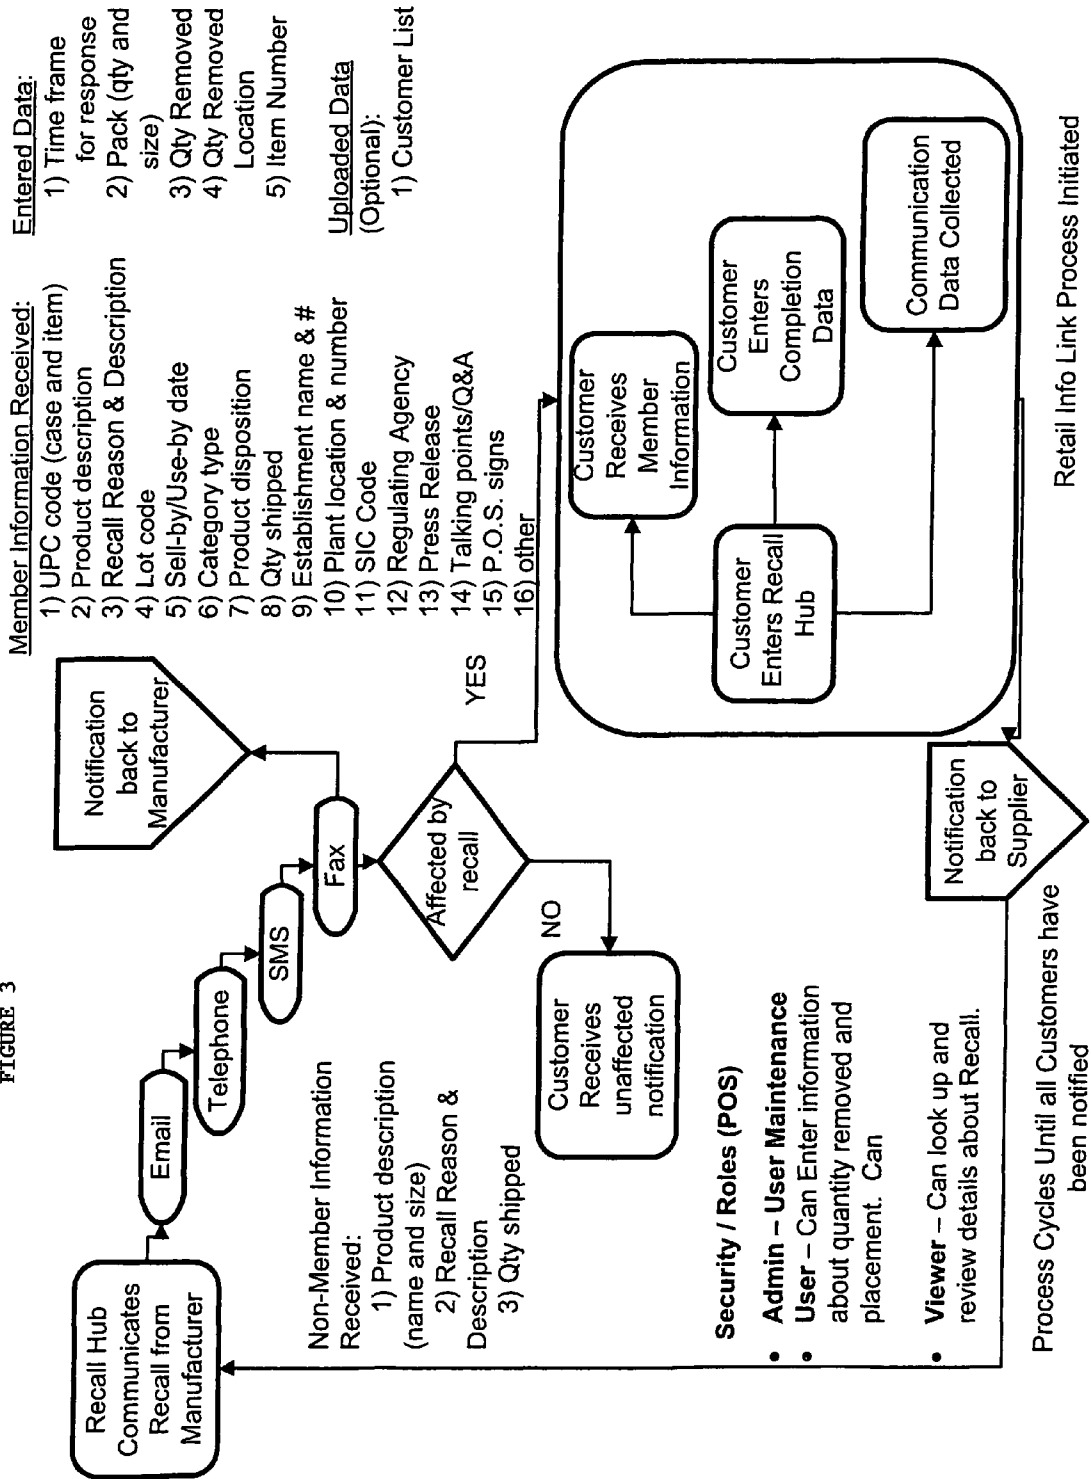 FIGURE 3
Recall Hub
Communicates
Recall from
Manufacturer
Email
Telephone
SMS
Fax
Notification
back to
Manufacturer
Affected by
recall
YES
NO
Customer
Receives
unaffected
notification
Non-Member Information
Received:
1) Product description
(name and size)
2) Recall Reason &
Description
3) Qty shipped
Member Information Received:
1) UPC code (case and item)
2) Product description
3) Recall Reason & Description
4) Lot code
5) Sell-by/Use-by date
6) Category type
7) Product disposition
8) Qty shipped
9) Establishment name & #
10) Plant location & number
11) SIC Code
12) Regulating Agency
13) Press Release
14) Talking points/Q&A
15) P.O.S. signs
16) other
Entered Data:
1) Time frame
for response
2) Pack (qty and
size)
3) Qty Removed
4) Qty Removed
Location
5) Item Number
Uploaded Data
(Optional):
1) Customer List
Customer
Enters Recall
Hub
Customer
Receives
Member
Information
Customer
Enters
Completion
Data
Communication
Data Collected
Retail Info Link Process Initiated
Notification
back to
Supplier
Security / Roles (POS)
• Admin – User Maintenance
• User – Can Enter information
about quantity removed and
placement. Can
• Viewer – Can look up and
review details about Recall.
Process Cycles Until all Customers have
been notified